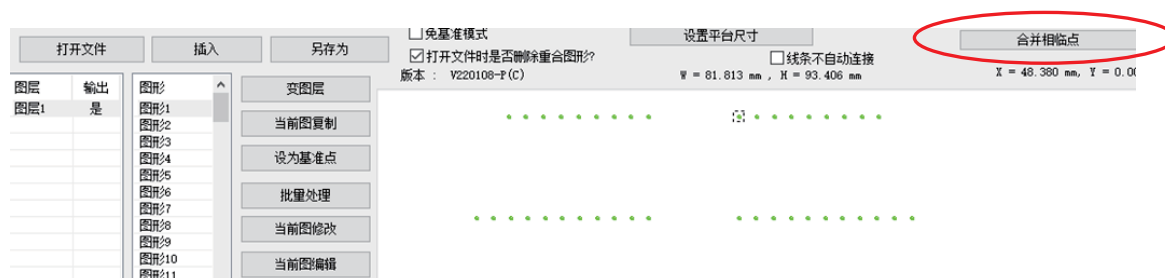 免基准模式
设置平台尺寸
合并相临点
打开文件
插入
另存为
打开文件时是否删除重合图形?
线条不自动连接
版本 : V220108-P(C)
W = 81.813 mm , H = 93.406 mm
X = 48.380 mm, Y = 0.00
图层 输出
图层1 是
图形
图形1
图形2
图形3
图形4
图形5
图形6
图形7
图形8
图形9
图形10
图形11
变图层
当前图复制
设为基准点
批量处理
当前图修改
当前图编辑